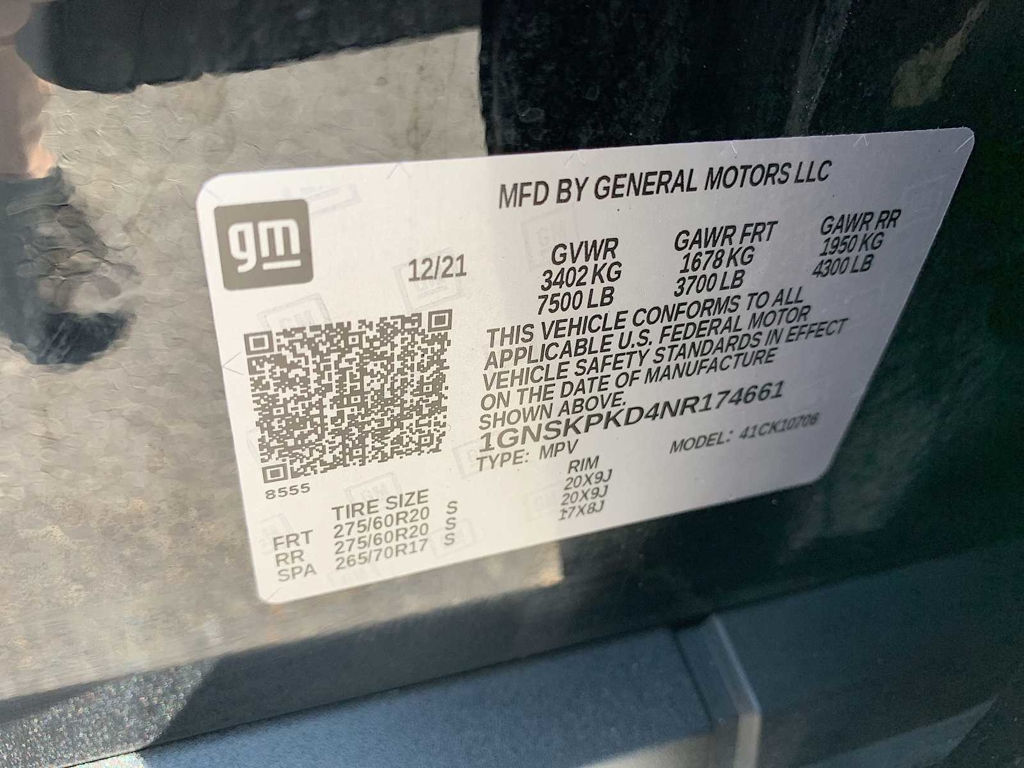 MFD BY GENERAL MOTORS LLC
gm
12/21
GVWR GAWR FRT GAWR RR
3402 KG 1678 KG 1950 KG
7500 LB 3700 LB 4300 LB
THIS VEHICLE CONFORMS TO ALL
APPLICABLE U.S. FEDERAL MOTOR
VEHICLE SAFETY STANDARDS IN EFFECT
ON THE DATE OF MANUFACTURE
SHOWN ABOVE.
1GNSKPKD4NR174661
TYPE: MPV MODEL: 41CK10706
8555
TIRE SIZE RIM
FRT 275/60R20 S 20X9J
RR 275/60R20 S 20X9J
SPA 265/70R17 S 17X8J